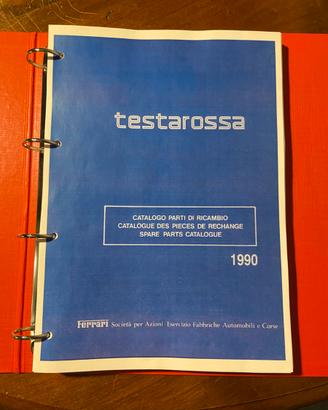 testarossa
CATALOGO PARTI DI RICAMBIO
CATALOGUE DES PIECES DE RECHANGE
SPARE PARTS CATALOGUE
1990
Ferrari Società per Azioni Esercizio Fabbriche Automobili e Corse